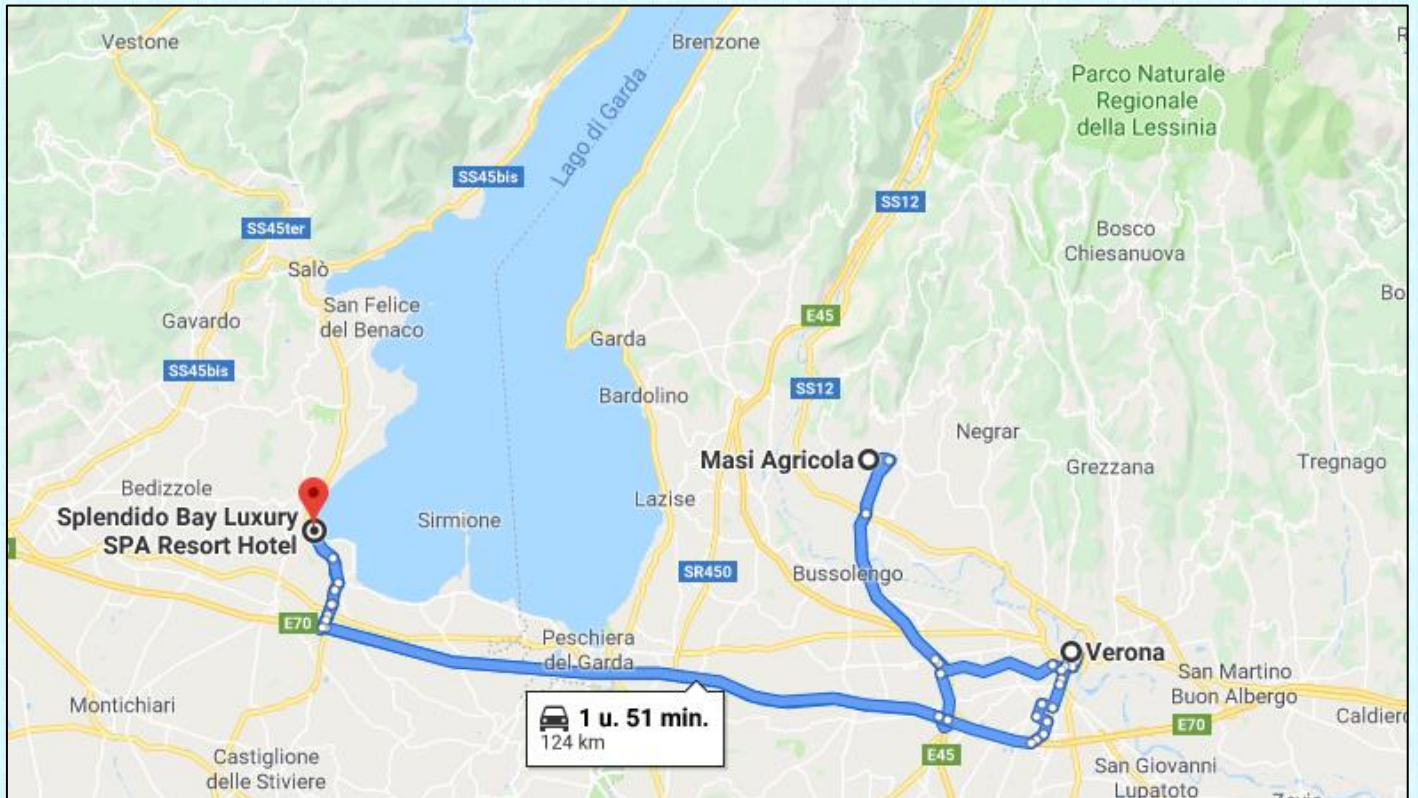 Vestone
Brenzone
Parco Naturale
Regionale
della Lessinia
Lago di Garda
SS45bis
SS12
SS45ter
Bosco
Chiesanuova
Salò
San Felice
del Benaco
Gavardo
E45
Garda
SS45bis
SS12
Bardolino
Negrar
Masi Agricola
Grezzana
Tregnago
Bedizzole
Lazise
Splendido Bay Luxury
SPA Resort Hotel
Sirmione
SR450
Bussolengo
E70
Peschiera
del Garda
Verona
San Martino
Buon Albergo
Montichiari
1 u. 51 min.
124 km
E70
E45
Castiglione
delle Stiviere
San Giovanni
Lupatoto